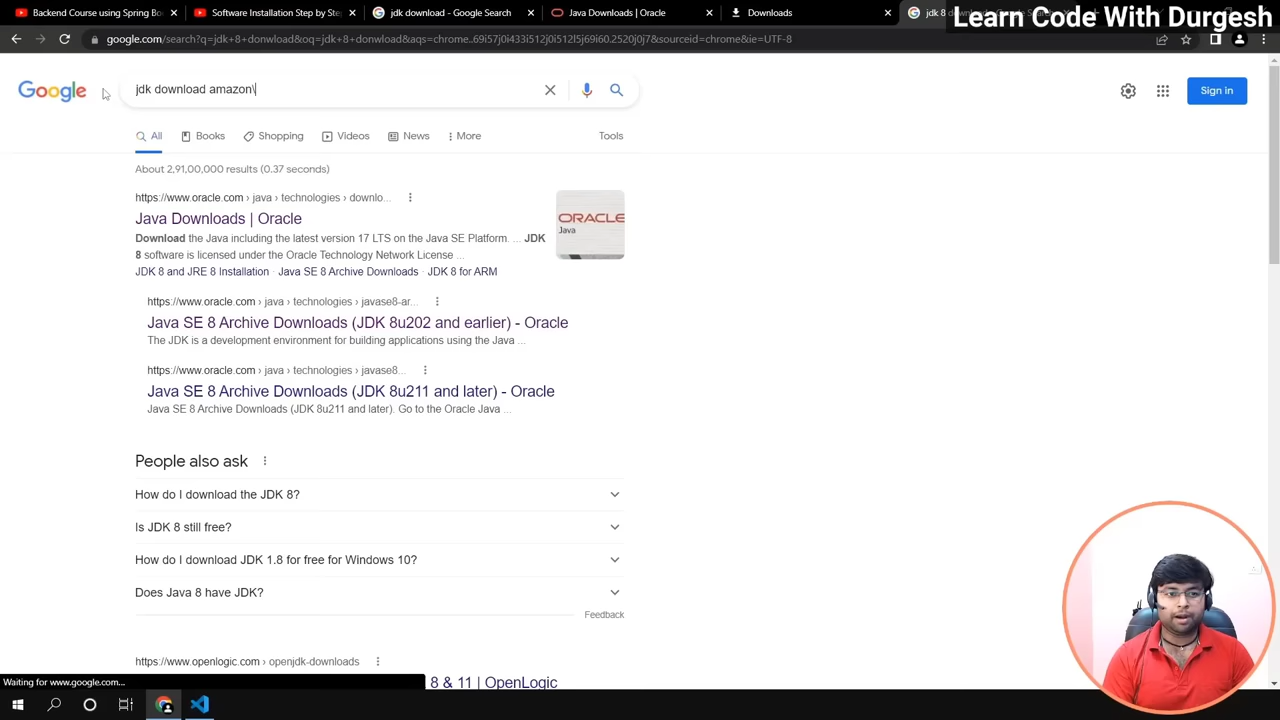 Backend Course using Spring Bo
Software Installation Step by Ste
jdk download - Google Search
Java Downloads | Oracle
Downloads
jdk 8 do
Learn Code With Durgesh
google.com/search?q=jdk+8+donwload&oq=jdk+8+donwload&aqs=chrome..69i57j0i433i512j0i512l5j69i60.2520j0j7&sourceid=chrome&ie=UTF-8
Google
jdk download amazon\
Sign in
All
Books
Shopping
Videos
News
More
Tools
About 2,91,00,000 results (0.37 seconds)
https://www.oracle.com › java › technologies › downlo...
Java Downloads | Oracle
Download the Java including the latest version 17 LTS on the Java SE Platform. ... JDK
8 software is licensed under the Oracle Technology Network License ...
JDK 8 and JRE 8 Installation · Java SE 8 Archive Downloads · JDK 8 for ARM
ORACLE
Java
https://www.oracle.com › java › technologies › javase8-ar...
Java SE 8 Archive Downloads (JDK 8u202 and earlier) - Oracle
The JDK is a development environment for building applications using the Java ...
https://www.oracle.com › java › technologies › javase8...
Java SE 8 Archive Downloads (JDK 8u211 and later) - Oracle
Java SE 8 Archive Downloads (JDK 8u211 and later). Go to the Oracle Java ...
People also ask
How do I download the JDK 8?
Is JDK 8 still free?
How do I download JDK 1.8 for free for Windows 10?
Does Java 8 have JDK?
Feedback
https://www.openlogic.com › openjdk-downloads
8 & 11 | OpenLogic
Waiting for www.google.com...